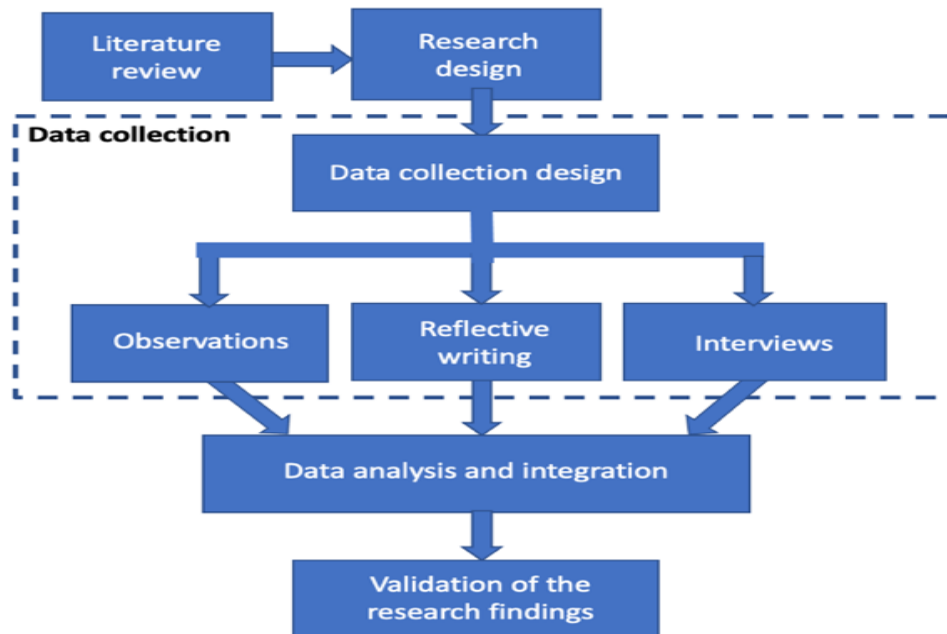 Literature
review
Research
design
Data collection
Data collection design
Observations
Reflective
writing
Interviews
Data analysis and integration
Validation of the
research findings